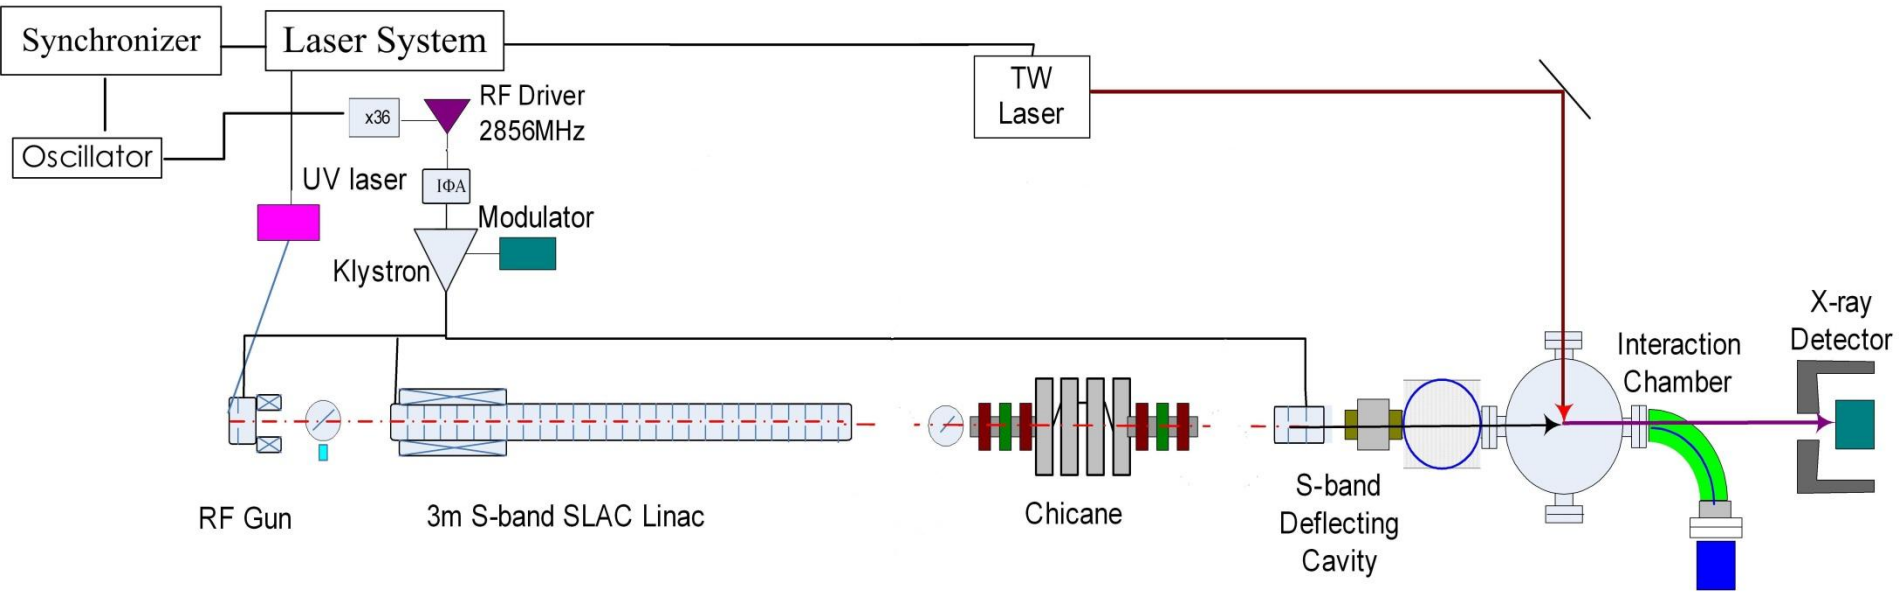 Synchronizer
Laser System
TW
Laser
x36
RF Driver
2856MHz
Oscillator
UV laser
IΦA
Modulator
Klystron
X-ray
Detector
Interaction
Chamber
RF Gun
3m S-band SLAC Linac
Chicane
S-band
Deflecting
Cavity